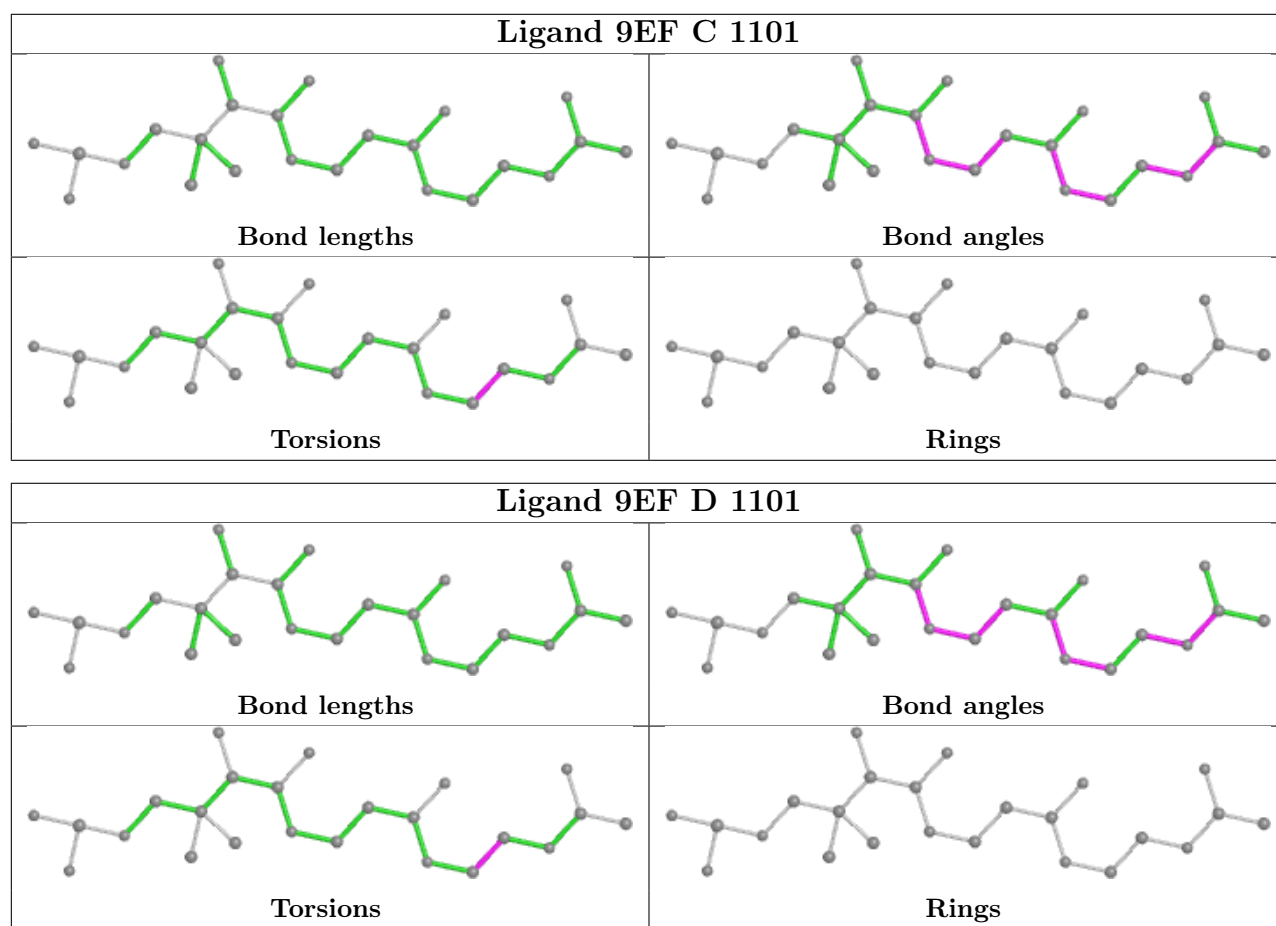 Ligand 9EF C 1101
Bond lengths
Bond angles
Torsions
Rings
Ligand 9EF D 1101
Bond lengths
Bond angles
Torsions
Rings